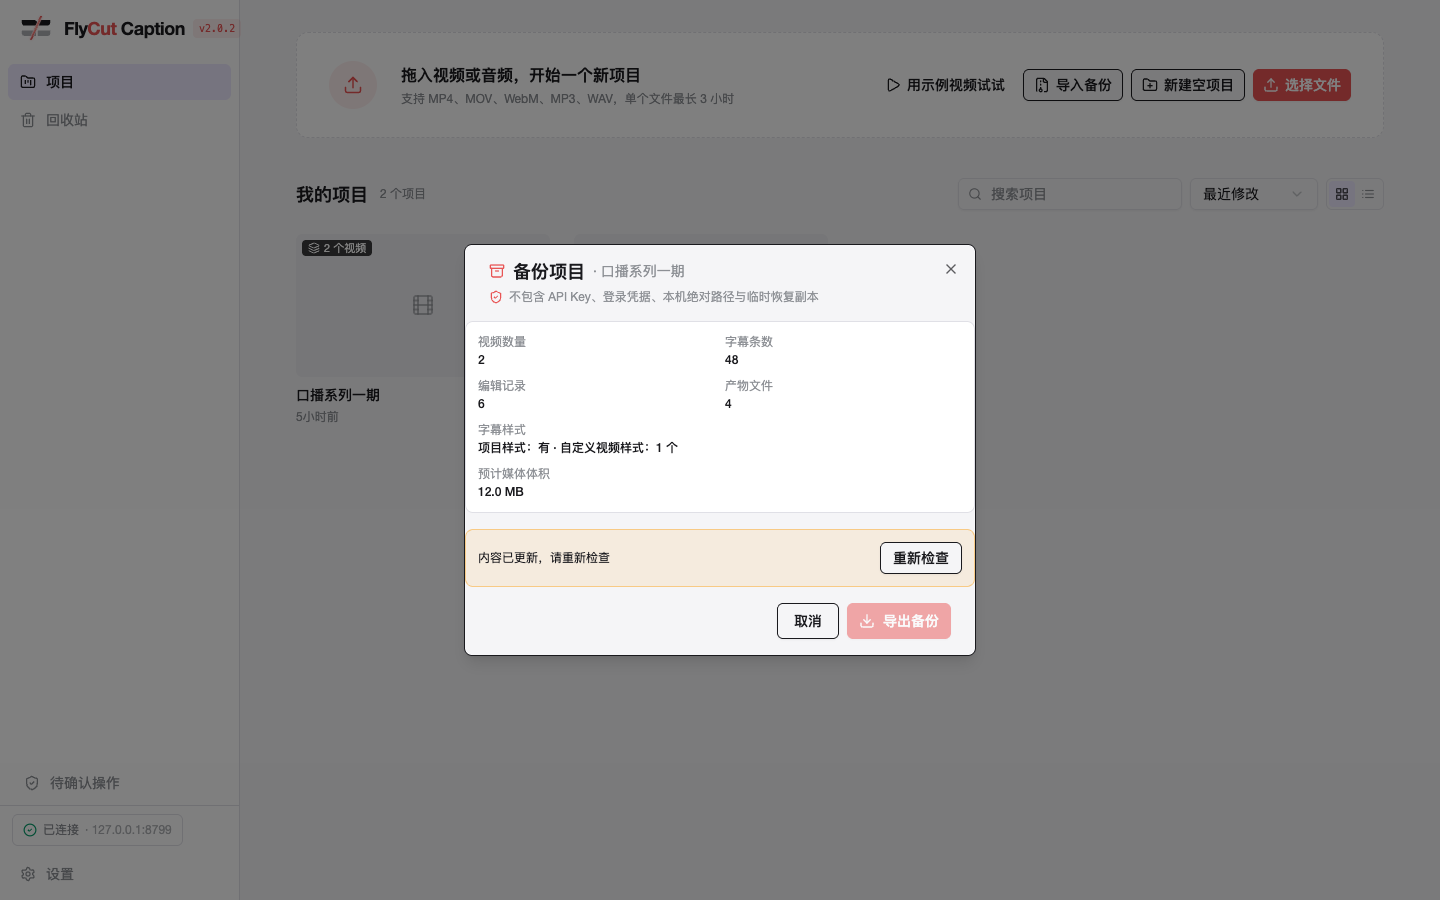 FlyCut Caption v2.0.2
项目
回收站
拖入视频或音频，开始一个新项目
支持 MP4、MOV、WebM、MP3、WAV，单个文件最长 3 小时
用示例视频试试
导入备份
新建空项目
选择文件
我的项目 2 个项目
搜索项目
最近修改
2 个视频
口播系列一期
5小时前
备份项目 · 口播系列一期
不包含 API Key、登录凭据、本机绝对路径与临时恢复副本
视频数量
2
字幕条数
48
编辑记录
6
产物文件
4
字幕样式
项目样式：有 · 自定义视频样式：1 个
预计媒体体积
12.0 MB
内容已更新，请重新检查
重新检查
取消
导出备份
待确认操作
已连接 · 127.0.0.1:8799
设置